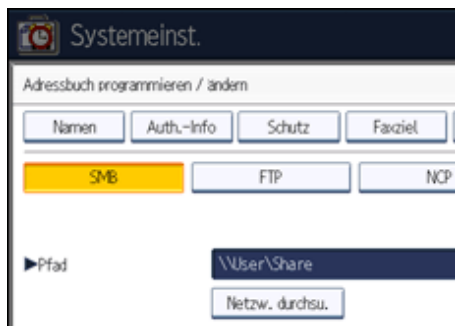 Systemeinst.
Adressbuch programmieren / ändern
Namen Auth.-Info Schutz Faxziel
SMB FTP NCP
▶Pfad \\User\Share
Netzw. durchsu.